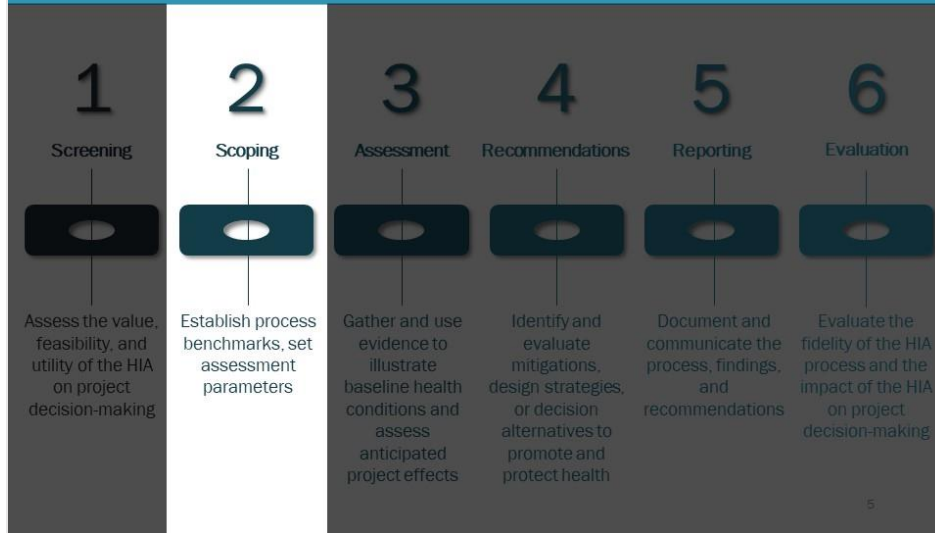 1
Screening
Assess the value,
feasibility, and
utility of the HIA
on project
decision-making
2
Scoping
Establish process
benchmarks, set
assessment
parameters
3
Assessment
Gather and use
evidence to
illustrate
baseline health
conditions and
assess
anticipated
project effects
4
Recommendations
Identify and
evaluate
mitigations,
design strategies,
or decision
alternatives to
promote and
protect health
5
Reporting
Document and
communicate the
process, findings,
and
recommendations
6
Evaluation
Evaluate the
fidelity of the HIA
process and the
impact of the HIA
on project
decision-making
5